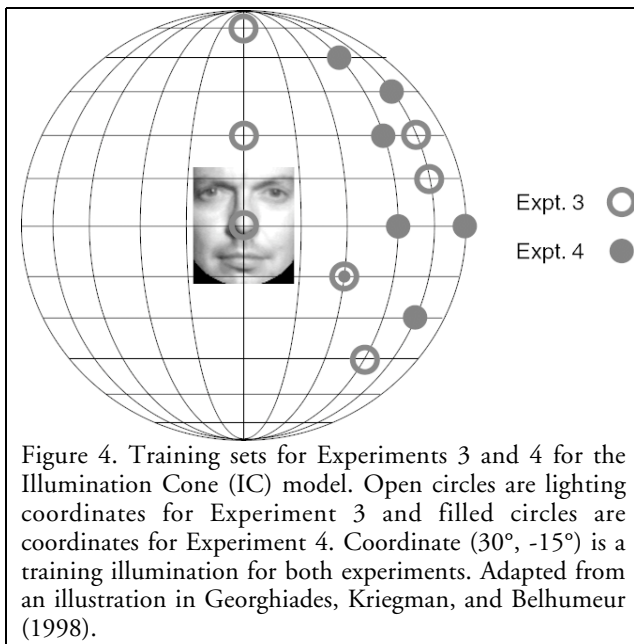 Expt. 3
Expt. 4
Figure 4. Training sets for Experiments 3 and 4 for the
Illumination Cone (IC) model. Open circles are lighting
coordinates for Experiment 3 and filled circles are
coordinates for Experiment 4. Coordinate (30°, -15°) is a
training illumination for both experiments. Adapted from
an illustration in Georghiades, Kriegman, and Belhumeur
(1998).